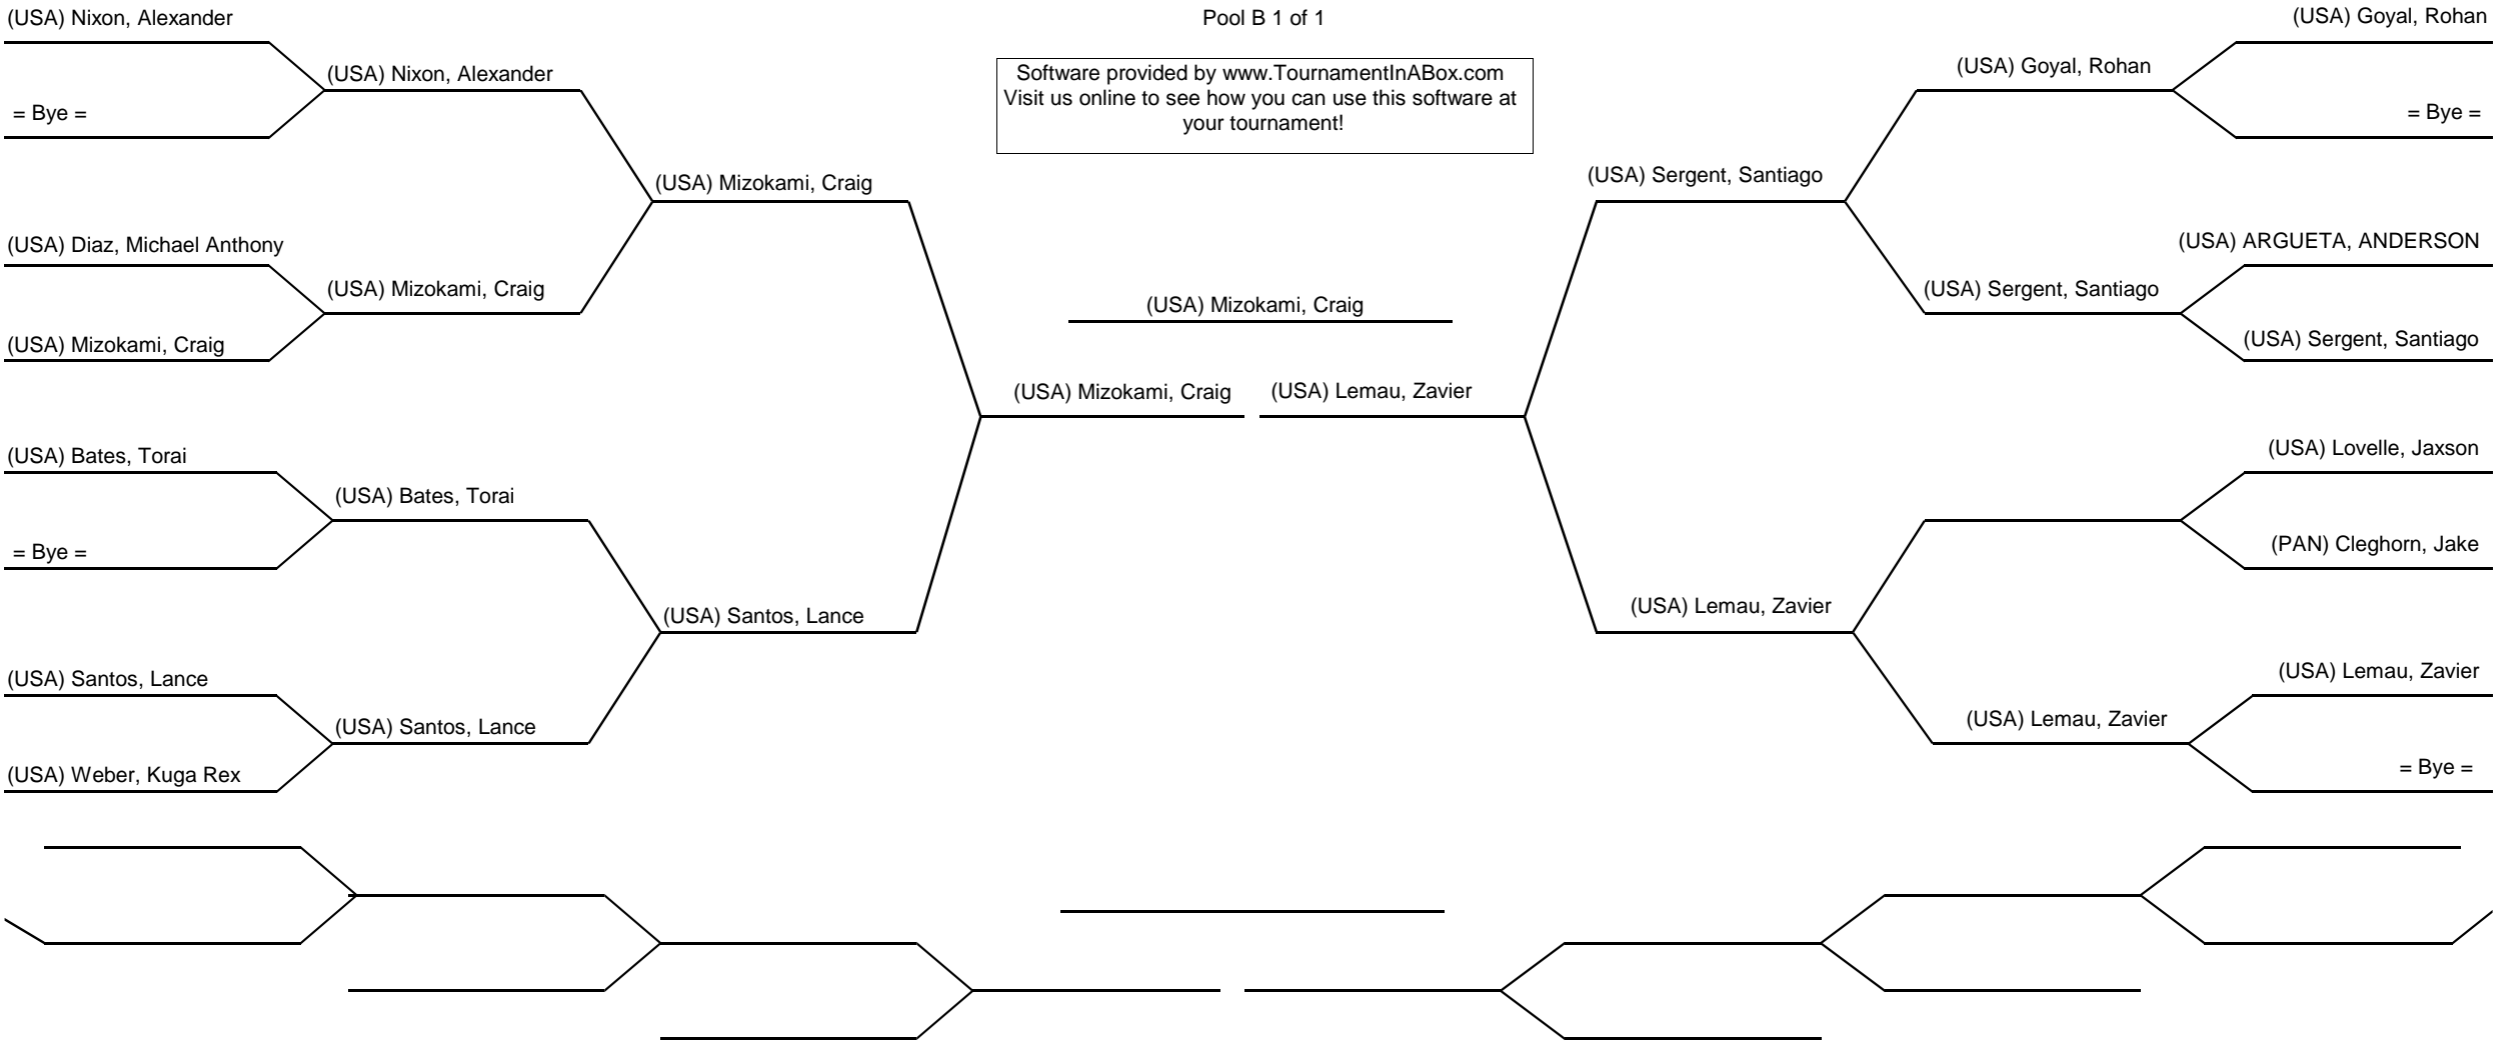 (USA) Nixon, Alexander
= Bye =
(USA) Diaz, Michael Anthony
(USA) Mizokami, Craig
(USA) Bates, Torai
= Bye =
(USA) Santos, Lance
(USA) Weber, Kuga Rex
(USA) Nixon, Alexander
(USA) Mizokami, Craig
(USA) Bates, Torai
(USA) Santos, Lance
(USA) Mizokami, Craig
(USA) Santos, Lance
Pool B 1 of 1
Software provided by www.TournamentInABox.com
Visit us online to see how you can use this software at
your tournament!
(USA) Mizokami, Craig
(USA) Mizokami, Craig
(USA) Lemau, Zavier
(USA) Sergent, Santiago
(USA) Lemau, Zavier
(USA) Goyal, Rohan
(USA) Sergent, Santiago
(USA) Lemau, Zavier
(USA) Goyal, Rohan
= Bye =
(USA) ARGUETA, ANDERSON
(USA) Sergent, Santiago
(USA) Lovelle, Jaxson
(PAN) Cleghorn, Jake
(USA) Lemau, Zavier
= Bye =